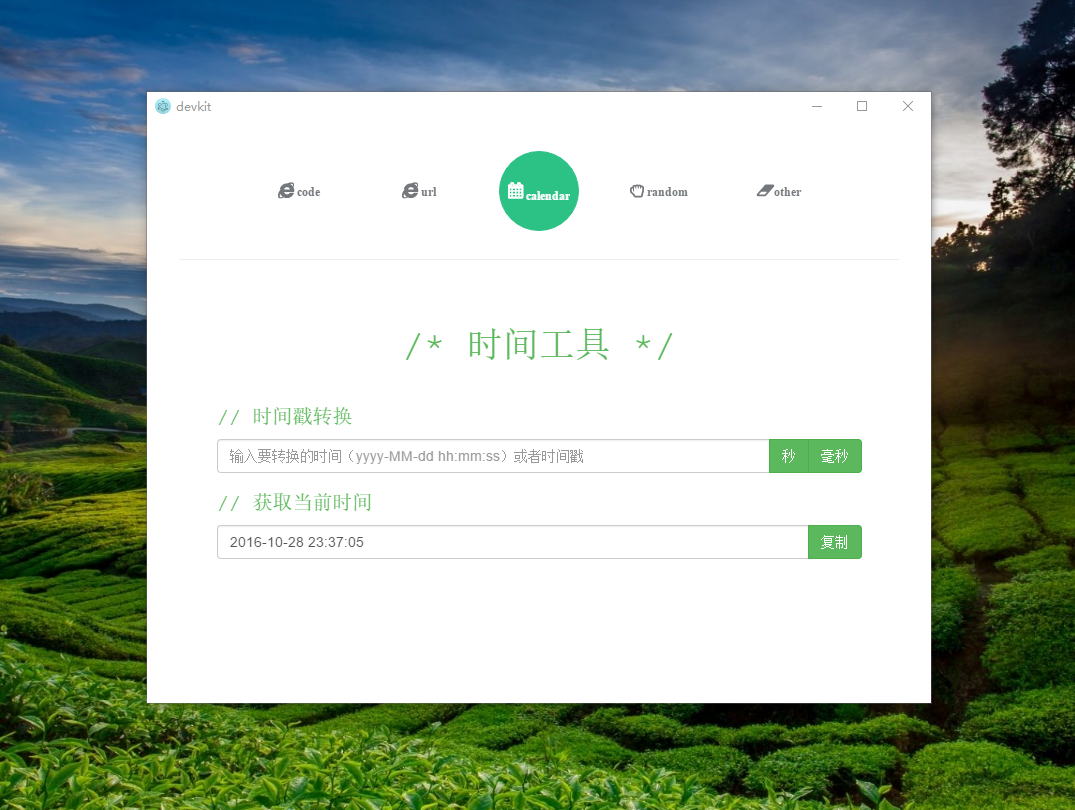 devkit
code url calendar random other
/* 时间工具 */
// 时间戳转换
输入要转换的时间（yyyy-MM-dd hh:mm:ss）或者时间戳 秒 毫秒
// 获取当前时间
2016-10-28 23:37:05 复制